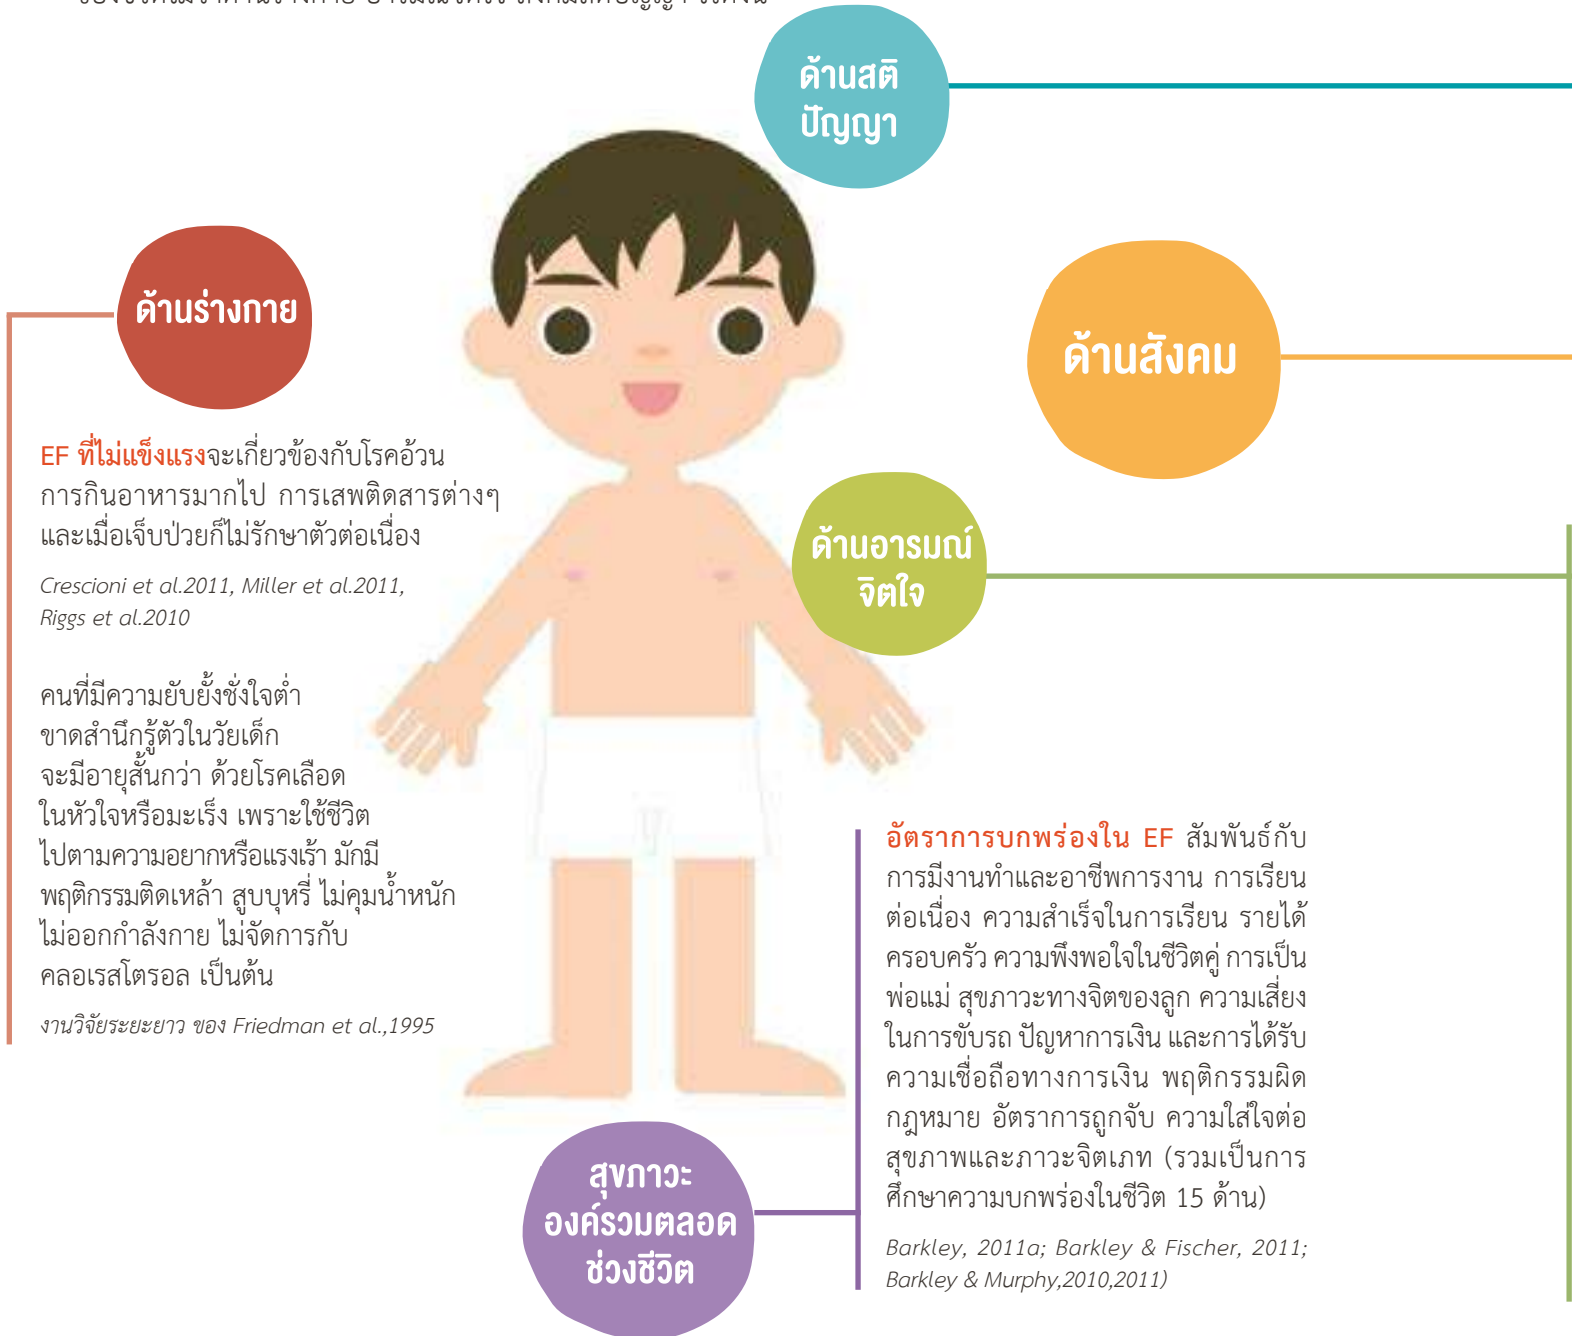 ด้านสติ
ปัญญา
ด้านร่างกาย
ด้านสังคม
EF ที่ไม่แข็งแรงจะเกี่ยวข้องกับโรคอ้วน
การกินอาหารมากไป การเสพติดสารต่างๆ
และเมื่อเจ็บป่วยก็ไม่รักษาตัวต่อเนื่อง
Crescioni et al.2011, Miller et al.2011,
Riggs et al.2010
ด้านอารมณ์
จิตใจ
คนที่มีความยับยั้งชั่งใจต่ำ
ขาดสำนึกรู้ตัวในวัยเด็ก
จะมีอายุสั้นกว่า ด้วยโรคเลือด
ในหัวใจหรือมะเร็ง เพราะใช้ชีวิต
ไปตามความอยากหรือแรงเร้า มักมี
พฤติกรรมติดเหล้า สูบบุหรี่ ไม่คุมน้ำหนัก
ไม่ออกกำลังกาย ไม่จัดการกับ
คลอเรสโตรอล เป็นต้น
งานวิจัยระยะยาว ของ Friedman et al.,1995
อัตราการบกพร่องใน EF สัมพันธ์กับ
การมีงานทำและอาชีพการงาน การเรียน
ต่อเนื่อง ความสำเร็จในการเรียน รายได้
ครอบครัว ความพึงพอใจในชีวิตคู่ การเป็น
พ่อแม่ สุขภาวะทางจิตของลูก ความเสี่ยง
ในการขับรถ ปัญหาการเงิน และการได้รับ
ความเชื่อถือทางการเงิน พฤติกรรมผิด
กฎหมาย อัตราการถูกจับ ความใส่ใจต่อ
สุขภาพและภาวะจิตเภท (รวมเป็นการ
ศึกษาความบกพร่องในชีวิต 15 ด้าน)
Barkley, 2011a; Barkley & Fischer, 2011;
Barkley & Murphy,2010,2011)
สุขภาวะ
องค์รวมตลอด
ช่วงชีวิต